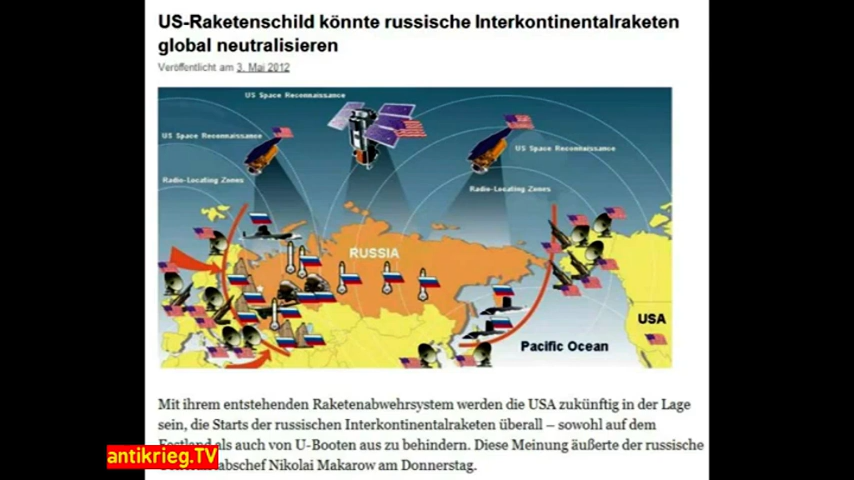 US-Raketenschild könnte russische Interkontinentalraketen
global neutralisieren
Veröffentlicht am 3. Mai 2012
US Space Reconnaissance
US Space Reconnaissance
US Space Reconnaissance
Radio-Locating Zones
Radio-Locating Zones
RUSSIA
USA
Pacific Ocean
Mit ihrem entstehenden Raketenabwehrsystem werden die USA zukünftig in der Lage
sein, die Starts der russischen Interkontinentalraketen überall – sowohl auf dem
Festland als auch von U-Booten aus zu behindern. Diese Meinung äußerte der russische
abschef Nikolai Makarow am Donnerstag.
antikrieg.TV